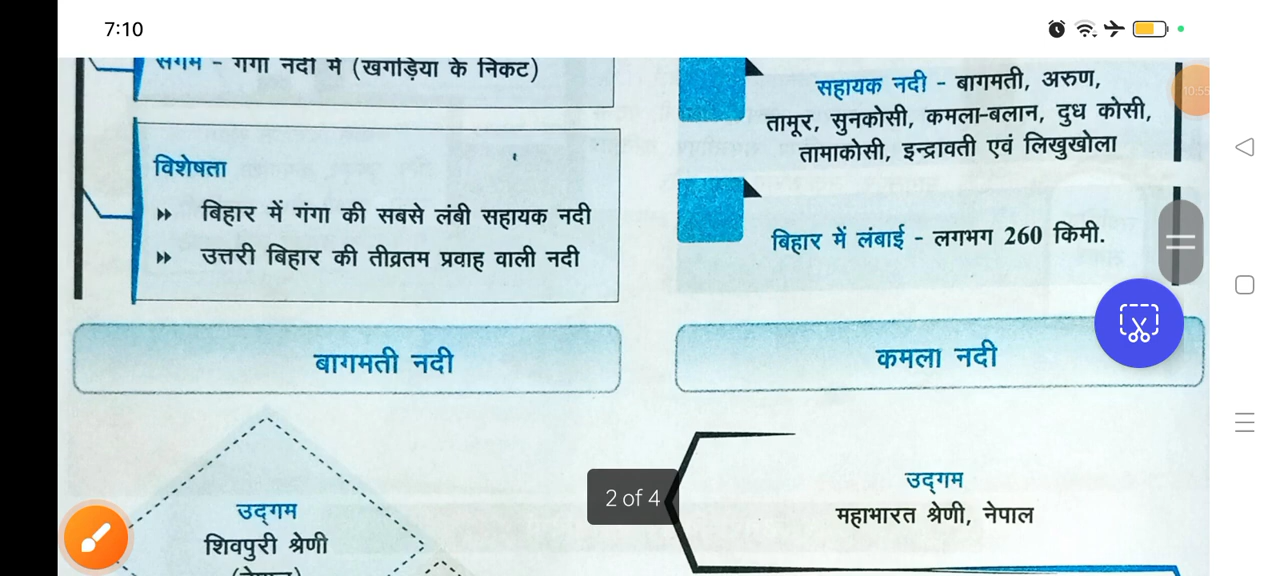 7:10
संगम - गंगा नदी में (खगड़िया के निकट)
विशेषता
बिहार में गंगा की सबसे लंबी सहायक नदी
उत्तरी बिहार की तीव्रतम प्रवाह वाली नदी
सहायक नदी - बागमती, अरुण,
तामूर, सुनकोसी, कमला-बलान, दुध कोसी,
तामाकोसी, इन्द्रावती एवं लिखुखोला
बिहार में लंबाई - लगभग 260 किमी.
10:55
बागमती नदी
कमला नदी
उद्गम
शिवपुरी श्रेणी
(नेपाल)
उद्गम
महाभारत श्रेणी, नेपाल
2 of 4